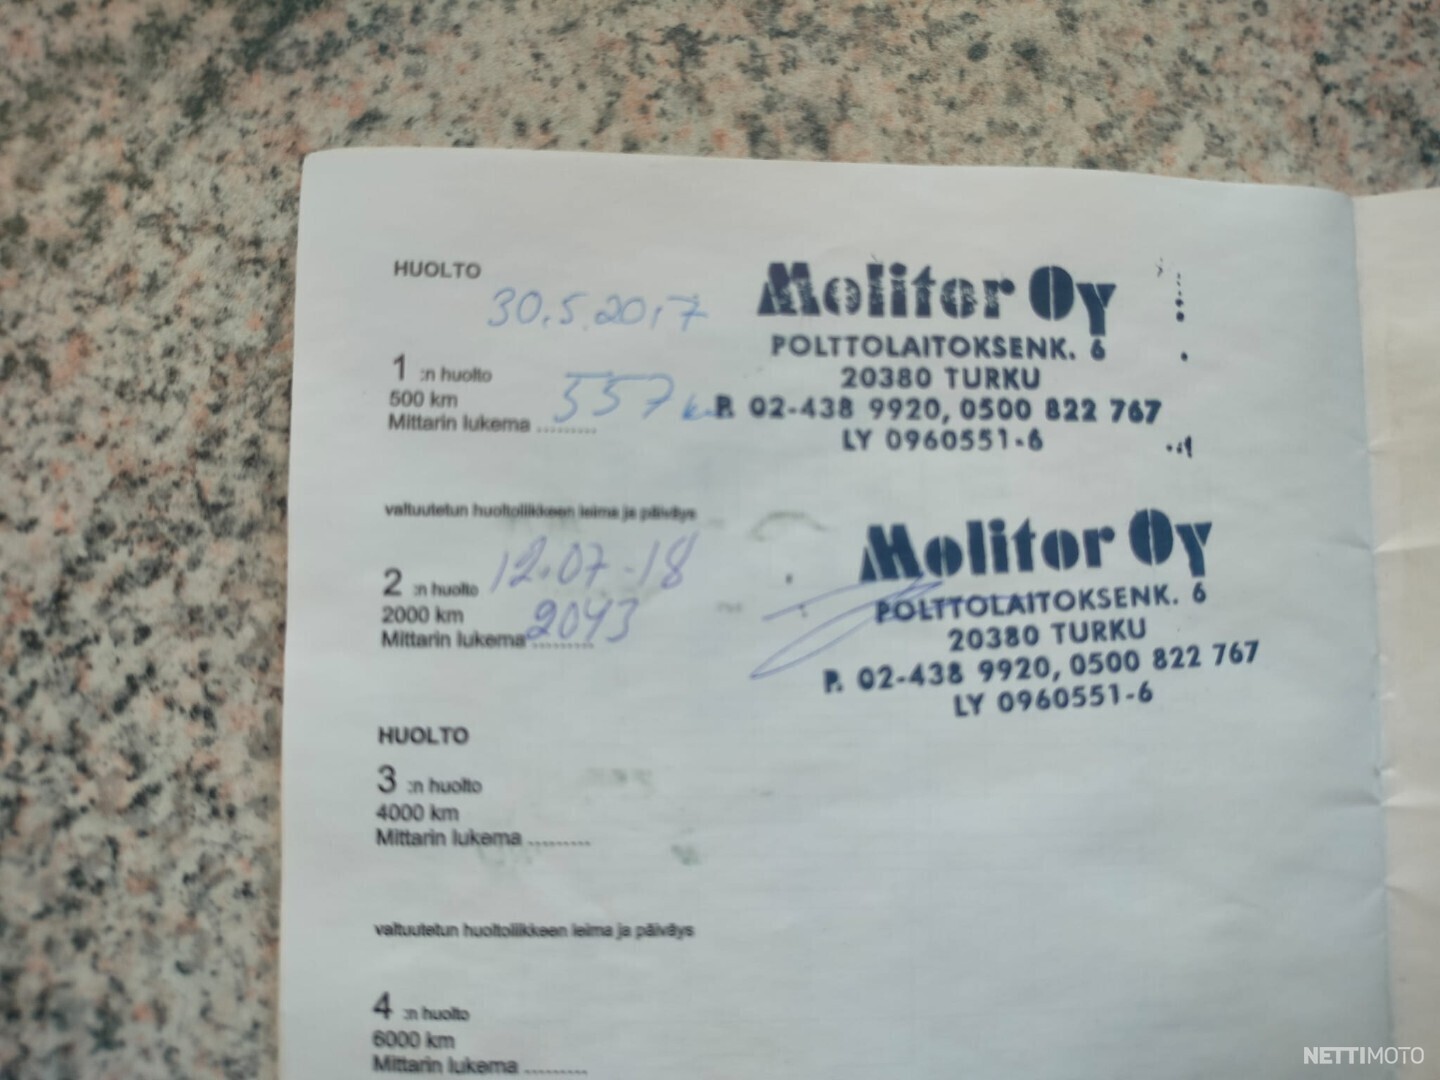 HUOLTO
30.5.2017
1 :n huolto
500 km
Mittarin lukema ......... 557 km
Molitor Oy
POLTTOLAITOKSENK. 6
20380 TURKU
P. 02-438 9920, 0500 822 767
LY 0960551-6
valtuutetun huoltoliikkeen leima ja päiväys
12.07-18
2 :n huolto
2000 km
Mittarin lukema ......... 2043
Molitor Oy
POLTTOLAITOKSENK. 6
20380 TURKU
P. 02-438 9920, 0500 822 767
LY 0960551-6
HUOLTO
3 :n huolto
4000 km
Mittarin lukema .........
valtuutetun huoltoliikkeen leima ja päiväys
4 :n huolto
6000 km
Mittarin lukema .........
NETTIMOTO